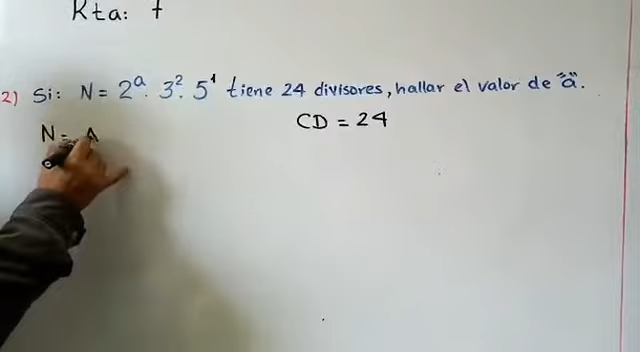 Rta: 7
2) Si: N = 2ᵃ. 3². 5¹ tiene 24 divisores, hallar el valor de "a".
N = A
CD = 24